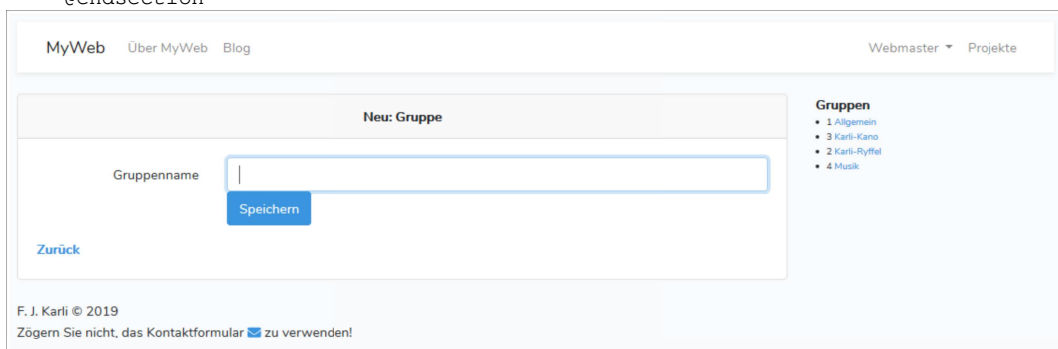 @endsection
MyWeb Über MyWeb Blog Webmaster Projekte
Neu: Gruppe
Gruppenname
Speichern
Zurück
Gruppen
1 Allgemein
3 Karli-Kano
2 Karli-Ryffel
4 Musik
F. J. Karli © 2019
Zögern Sie nicht, das Kontaktformular zu verwenden!